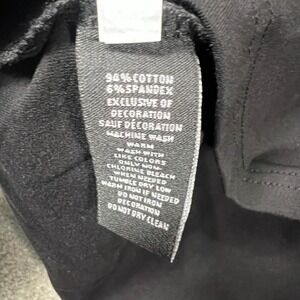 94% COTTON
6% SPANDEX
EXCLUSIVE OF
DECORATION
SAUF DÉCORATION
MACHINE WASH
WARM
WASH WITH
LIKE COLORS
ONLY NON-
CHLORINE BLEACH
WHEN NEEDED
TUMBLE DRY LOW
WARM IRON IF NEEDED
DO NOT IRON
DECORATION
DO NOT DRY CLEAN